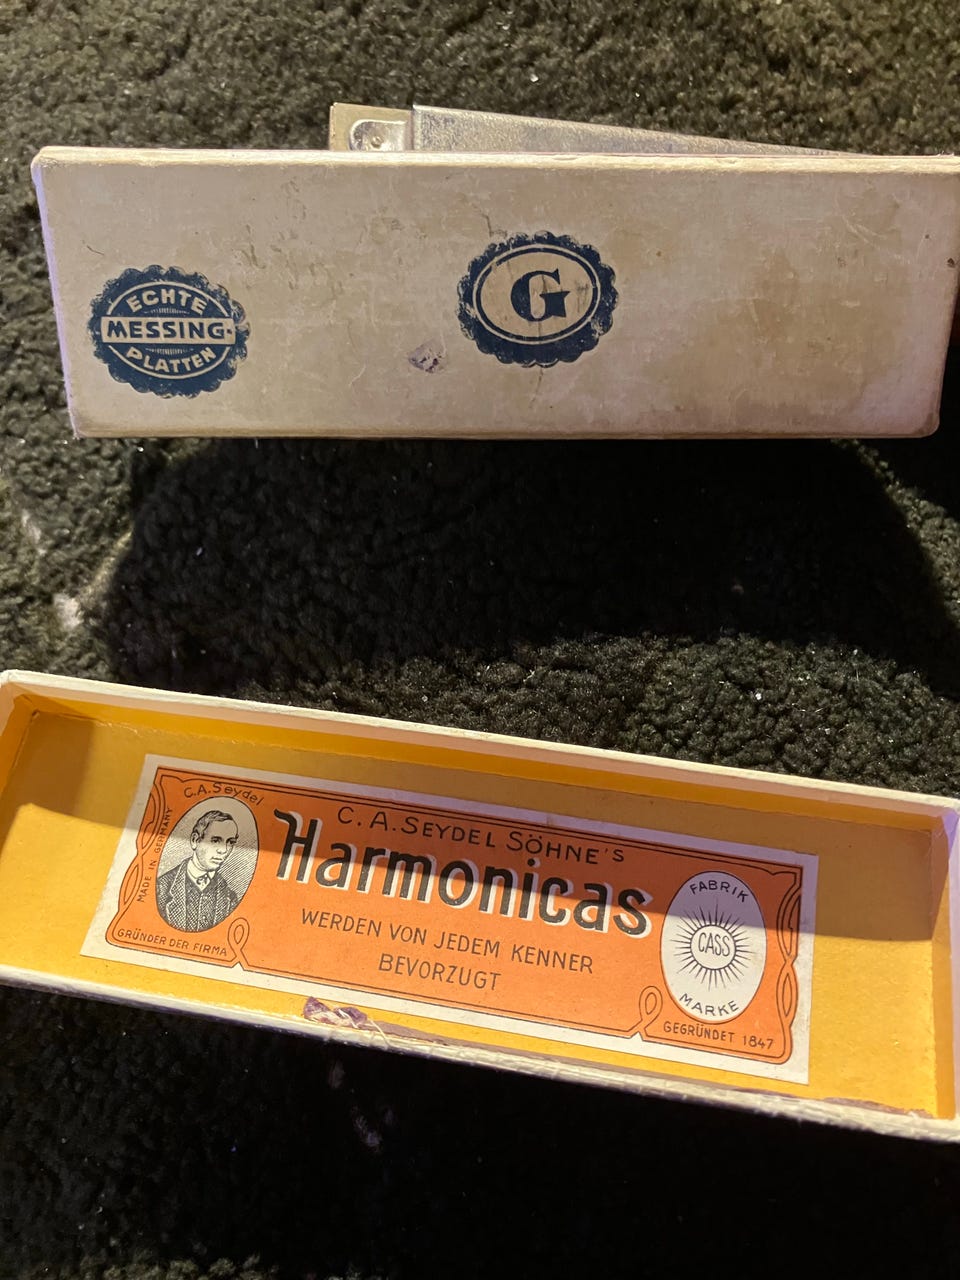 ECHTE
MESSING-
PLATTEN
G
C.A.Seydel
MADE IN GERMANY
GRÜNDER DER FIRMA
C.A.SEYDEL SÖHNE'S
Harmonicas
WERDEN VON JEDEM KENNER
BEVORZUGT
FABRIK
CASS
MARKE
GEGRÜNDET 1847